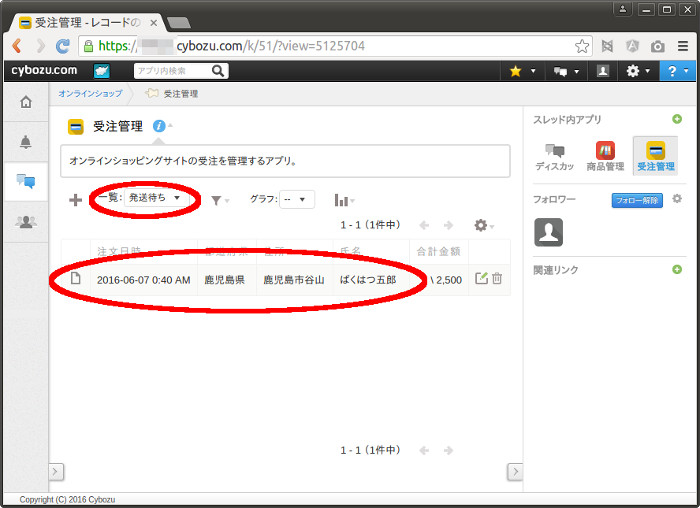 受注管理 - レコードの
https://
cybozu.com/k/51/?view=5125704
cybozu.com
アプリ内検索
?
オンラインショップ
受注管理
受注管理
オンラインショッピングサイトの受注を管理するアプリ。
一覧: 発送待ち
グラフ: --
1 - 1 (1件中)
注文日時 氏名 合計金額
2016-06-07 0:40 AM 鹿児島県 鹿児島市谷山 ばくはつ五郎 \ 2,500
1 - 1 (1件中)
スレッド内アプリ
ディスカッ 商品管理 受注管理
フォロワー フォロー解除
関連リンク
Copyright (C) 2016 Cybozu